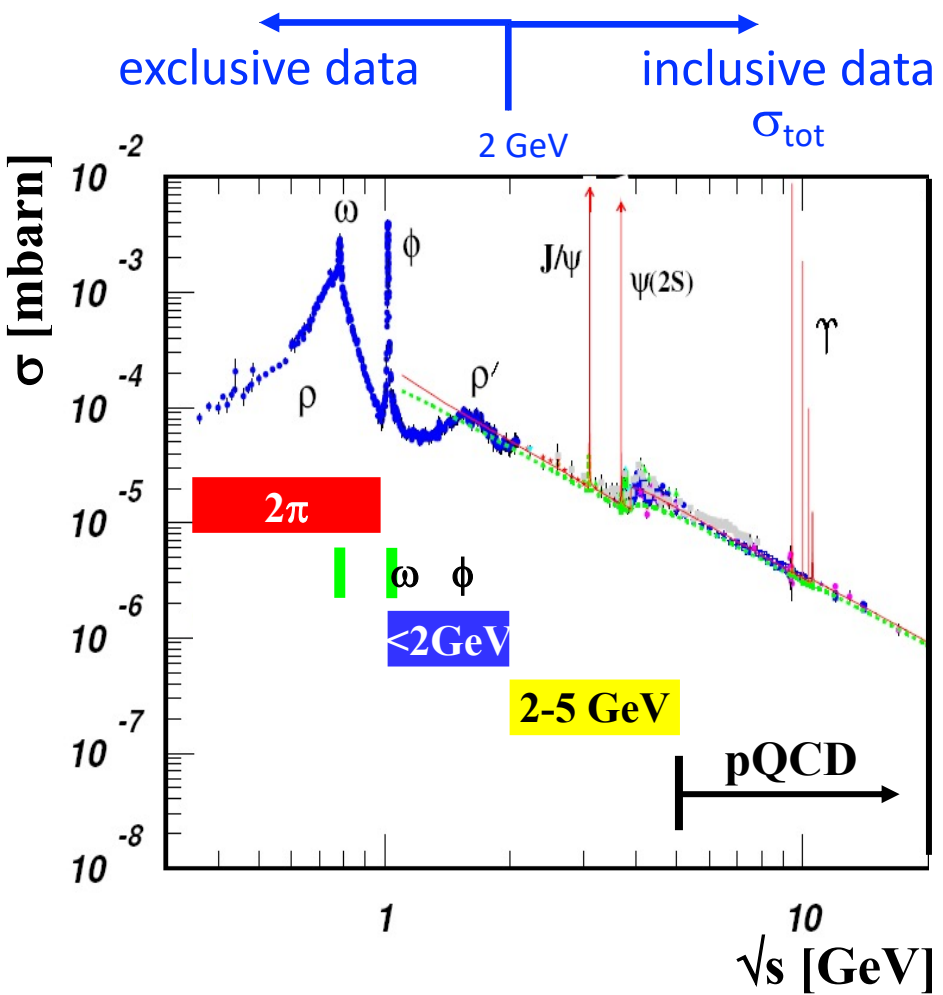 exclusive data
inclusive data
σtot
2 GeV
σ [mbarn]
10 -2
10 -3
10 -4
10 -5
10 -6
10 -7
10 -8
ω
ϕ
ρ
ρ′
J/ψ
ψ(2S)
ϒ
2π
ω ϕ
<2GeV
2-5 GeV
pQCD
1
10
√s [GeV]